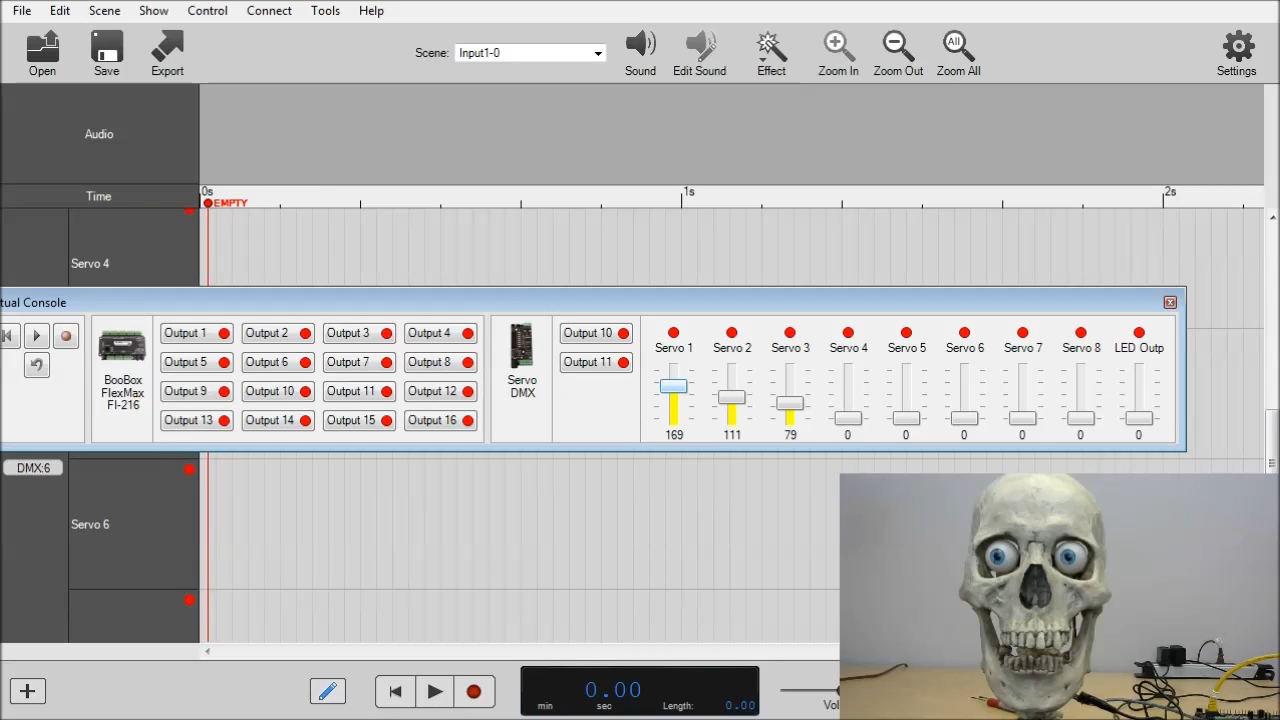 File Edit Scene Show Control Connect Tools Help
Open Save Export Scene: Input1-0 Sound Edit Sound Effect All Zoom In Zoom Out Zoom All Settings
Audio
Time 0s 1s 2s
EMPTY
Servo 4
tual Console
Output 1 Output 2 Output 3 Output 4
Output 5 Output 6 Output 7 Output 8
Output 9 Output 10 Output 11 Output 12
Output 13 Output 14 Output 15 Output 16
BooBox
FlexMax
FI-216
Servo
DMX
Output 10
Output 11
Servo 1 Servo 2 Servo 3 Servo 4 Servo 5 Servo 6 Servo 7 Servo 8 LED Outp
169 111 79 0 0 0 0 0 0
DMX:6
Servo 6
0.00
min sec Length: 0.00
Vol